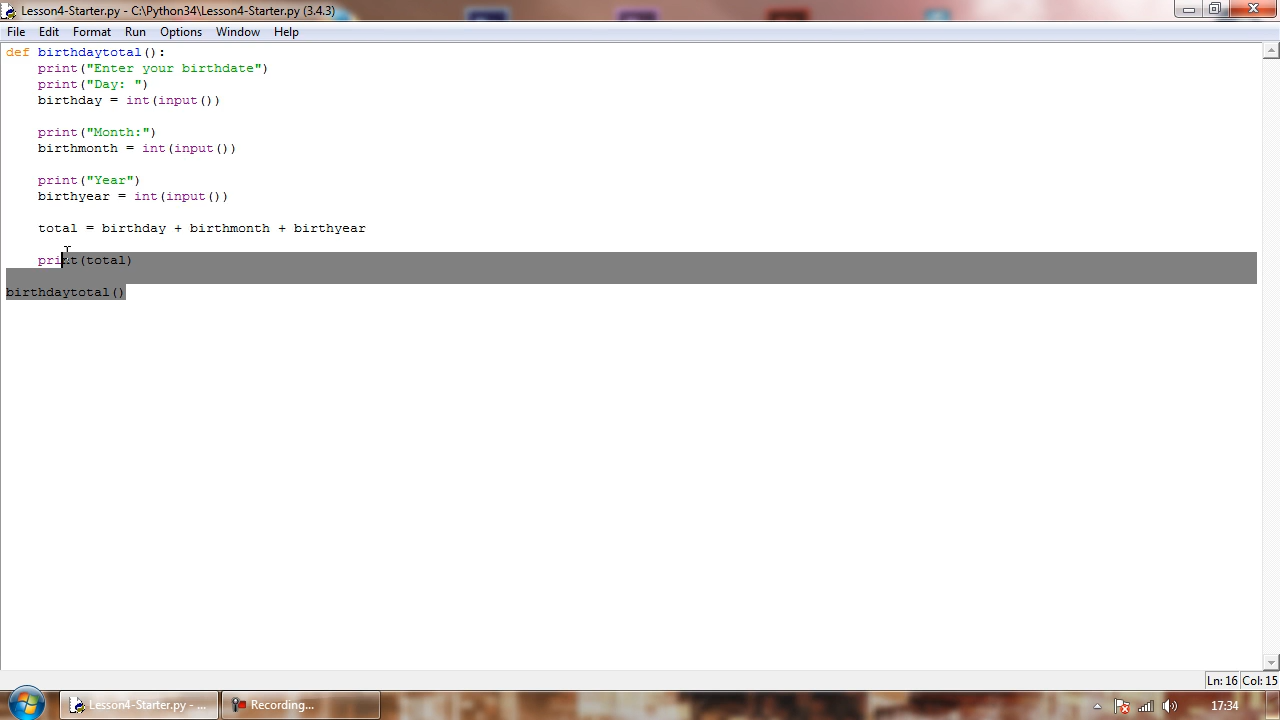 Lesson4-Starter.py - C:\Python34\Lesson4-Starter.py (3.4.3)
File Edit Format Run Options Window Help
def birthdaytotal():
    print("Enter your birthdate")
    print("Day: ")
    birthday = int(input())
    print("Month:")
    birthmonth = int(input())
    print("Year")
    birthyear = int(input())
    total = birthday + birthmonth + birthyear
    print(total)
birthdaytotal()
Ln: 16 Col: 15
Lesson4-Starter.py - ... Recording... 17:34